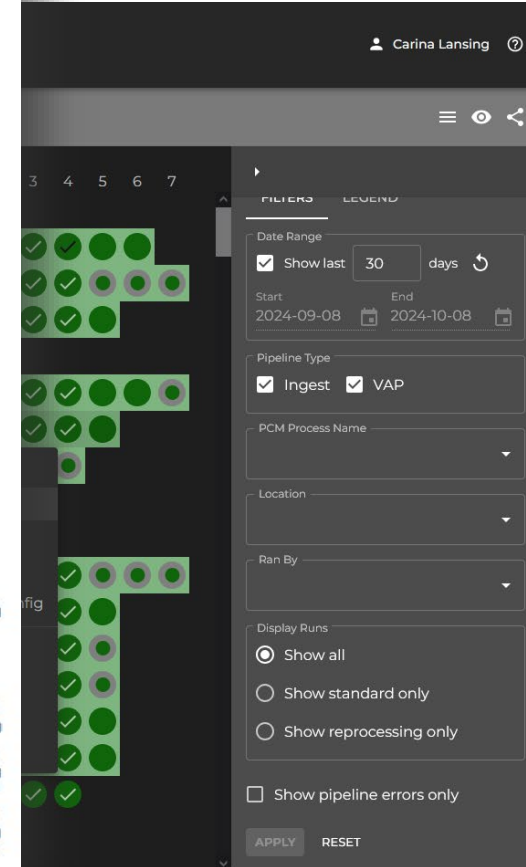 Carina Lansing
3 4 5 6 7
FILTERS LEGEND
Date Range
Show last 30 days
Start End
2024-09-08 2024-10-08
Pipeline Type
Ingest VAP
PCM Process Name
Location
Ran By
nfig
Display Runs
Show all
Show standard only
Show reprocessing only
Show pipeline errors only
APPLY RESET